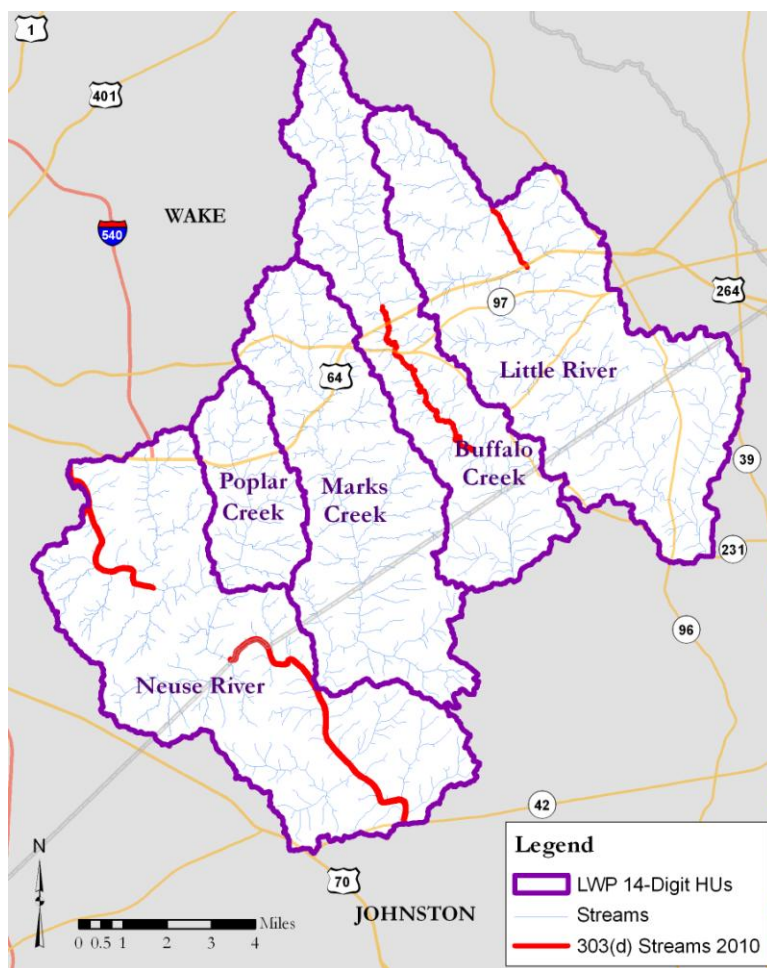 1
401
WAKE
540
264
97
Little River
64
Buffalo
Creek
Poplar
Creek
Marks
Creek
39
231
96
Neuse River
42
N
70
JOHNSTON
Miles
0 0.5 1 2 3 4
Legend
LWP 14-Digit HUs
Streams
303(d) Streams 2010